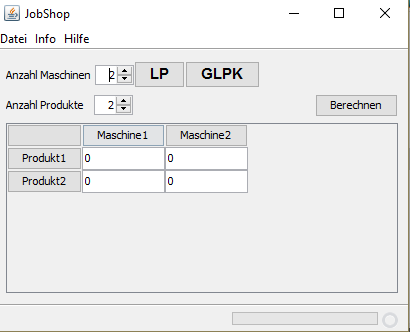 JobShop
Datei Info Hilfe
Anzahl Maschinen 2 LP GLPK
Anzahl Produkte 2 Berechnen
Maschine1 Maschine2
Produkt1 0 0
Produkt2 0 0